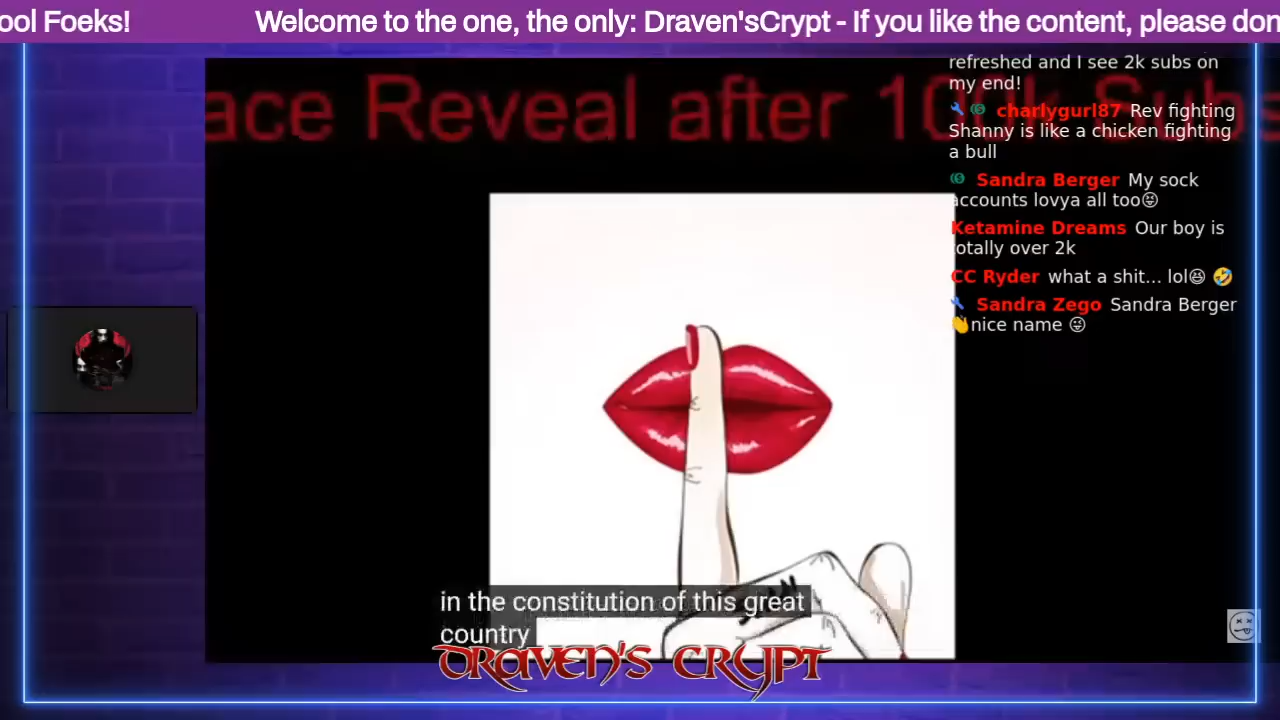 ool Foeks! Welcome to the one, the only: Draven'sCrypt - If you like the content, please don
ace Reveal after 10 k Subs
refreshed and I see 2k subs on
my end!
charlygurl87 Rev fighting
Shanny is like a chicken fighting
a bull
Sandra Berger My sock
accounts lovya all too😝
Ketamine Dreams Our boy is
totally over 2k
CC Ryder what a shit... lol😆 🤣
Sandra Zego Sandra Berger
👏nice name 😜
in the constitution of this great
country
DRAVEN'S CRYPT